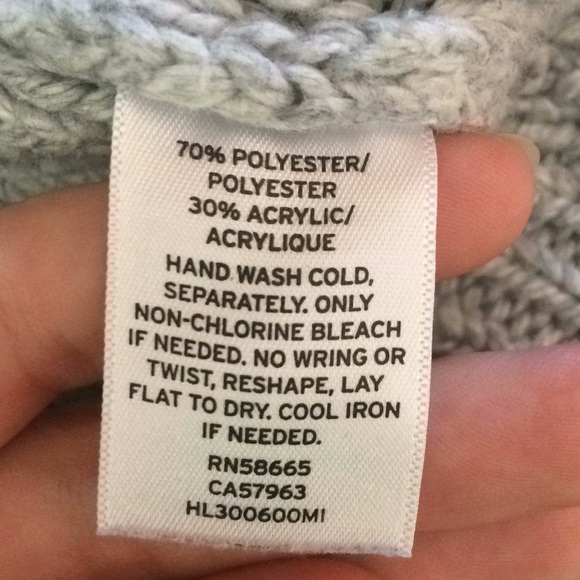 70% POLYESTER/
POLYESTER
30% ACRYLIC/
ACRYLIQUE
HAND WASH COLD,
SEPARATELY. ONLY
NON-CHLORINE BLEACH
IF NEEDED. NO WRING OR
TWIST, RESHAPE, LAY
FLAT TO DRY. COOL IRON
IF NEEDED.
RN58665
CA57963
HL300600MI